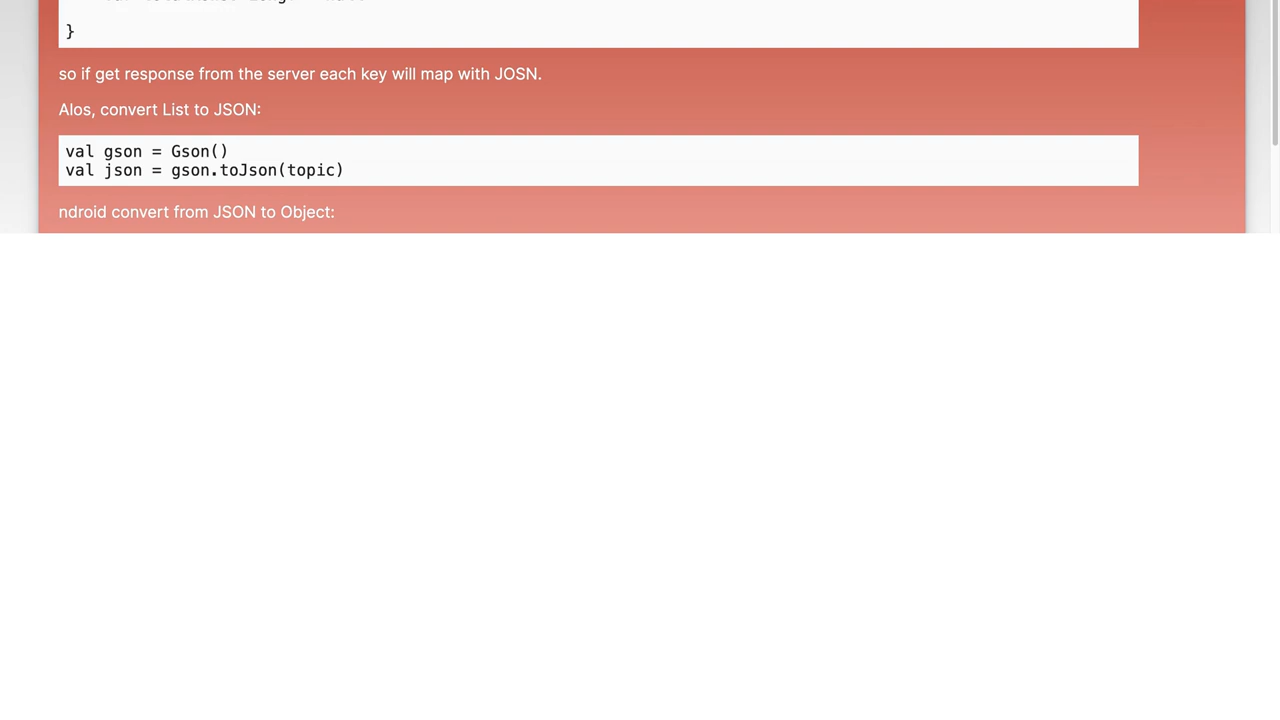 }
so if get response from the server each key will map with JOSN.
Alos, convert List to JSON:
val gson = Gson()
val json = gson.toJson(topic)
ndroid convert from JSON to Object: